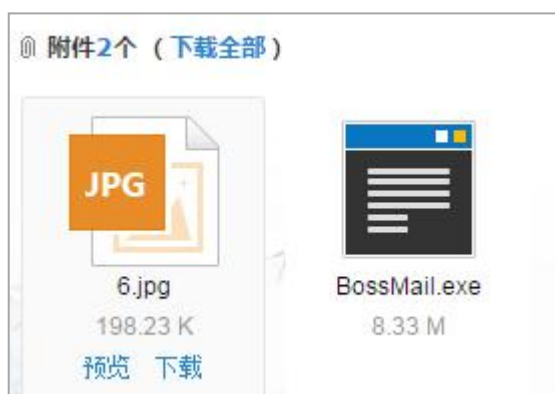 附件2个 (下载全部)
JPG
6.jpg
198.23 K
预览 下载
BossMail.exe
8.33 M